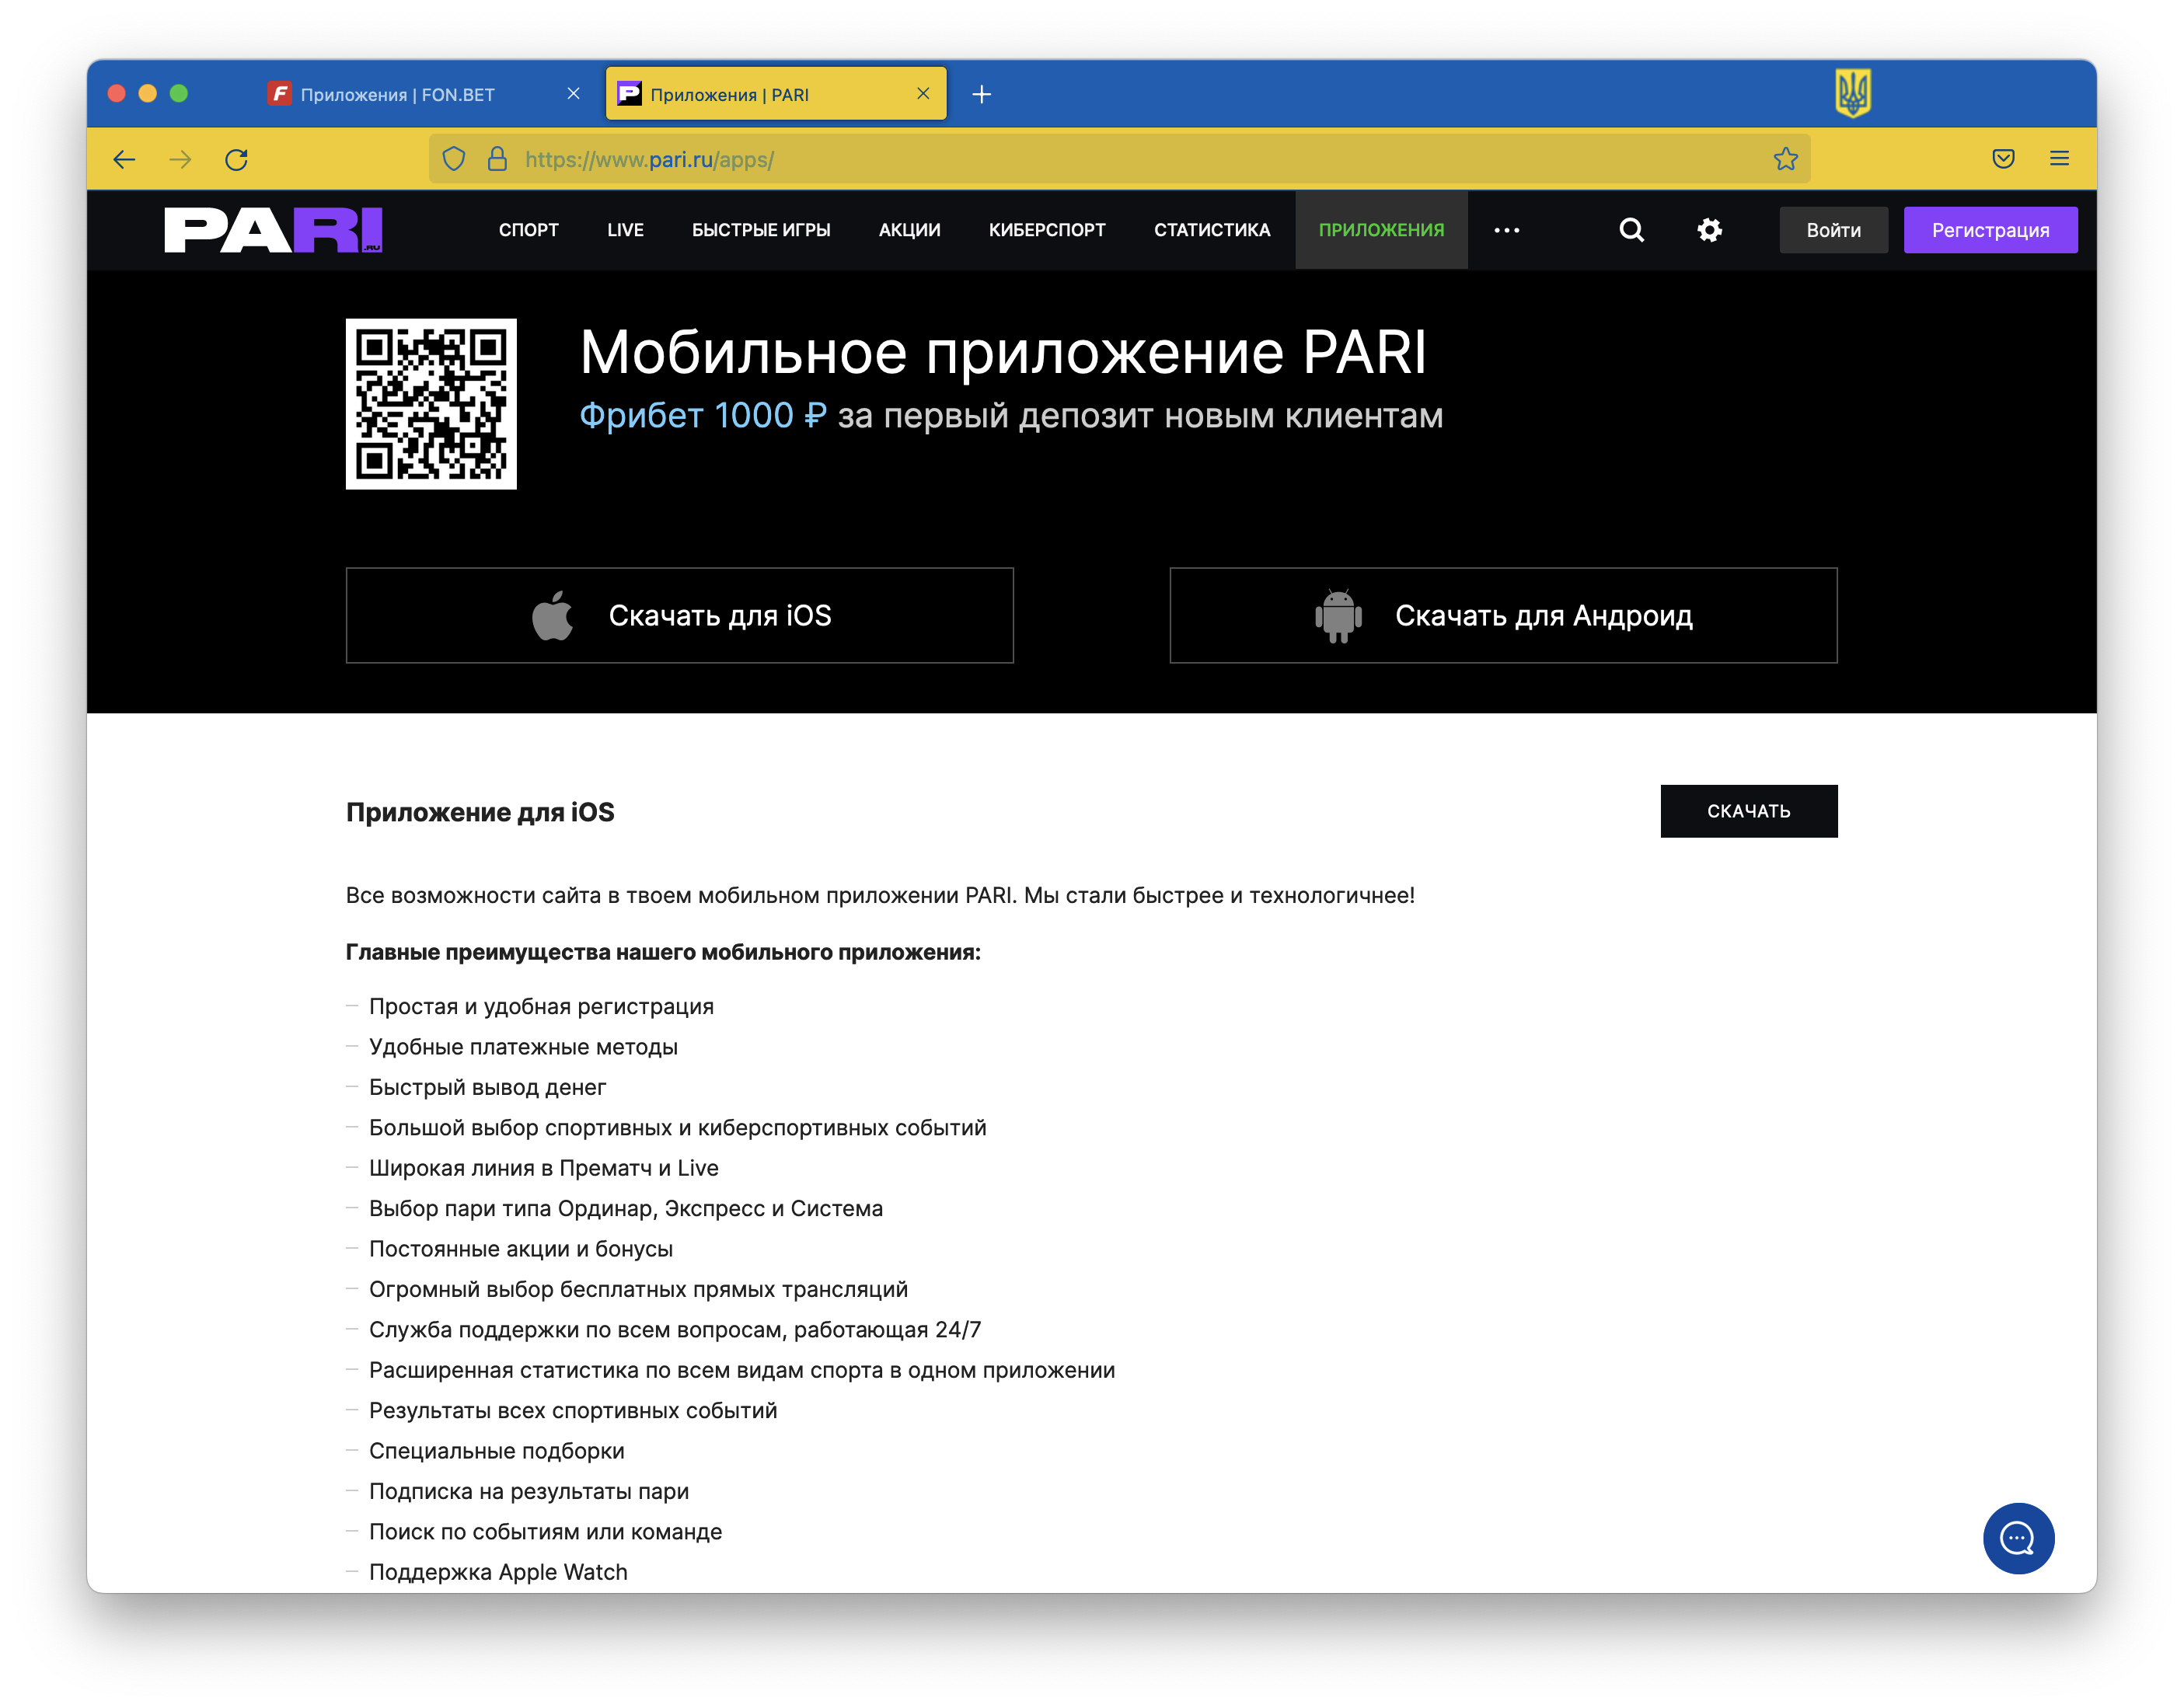 Приложения | FON.BET
Приложения | PARI
https://www.pari.ru/apps/
PARI.RU
СПОРТ LIVE БЫСТРЫЕ ИГРЫ АКЦИИ КИБЕРСПОРТ СТАТИСТИКА ПРИЛОЖЕНИЯ ••• Войти Регистрация
Мобильное приложение PARI
Фрибет 1000 ₽ за первый депозит новым клиентам
Скачать для iOS
Скачать для Андроид
Приложение для iOS
СКАЧАТЬ
Все возможности сайта в твоем мобильном приложении PARI. Мы стали быстрее и технологичнее!
Главные преимущества нашего мобильного приложения:
— Простая и удобная регистрация
— Удобные платежные методы
— Быстрый вывод денег
— Большой выбор спортивных и киберспортивных событий
— Широкая линия в Прематч и Live
— Выбор пари типа Ординар, Экспресс и Система
— Постоянные акции и бонусы
— Огромный выбор бесплатных прямых трансляций
— Служба поддержки по всем вопросам, работающая 24/7
— Расширенная статистика по всем видам спорта в одном приложении
— Результаты всех спортивных событий
— Специальные подборки
— Подписка на результаты пари
— Поиск по событиям или команде
— Поддержка Apple Watch